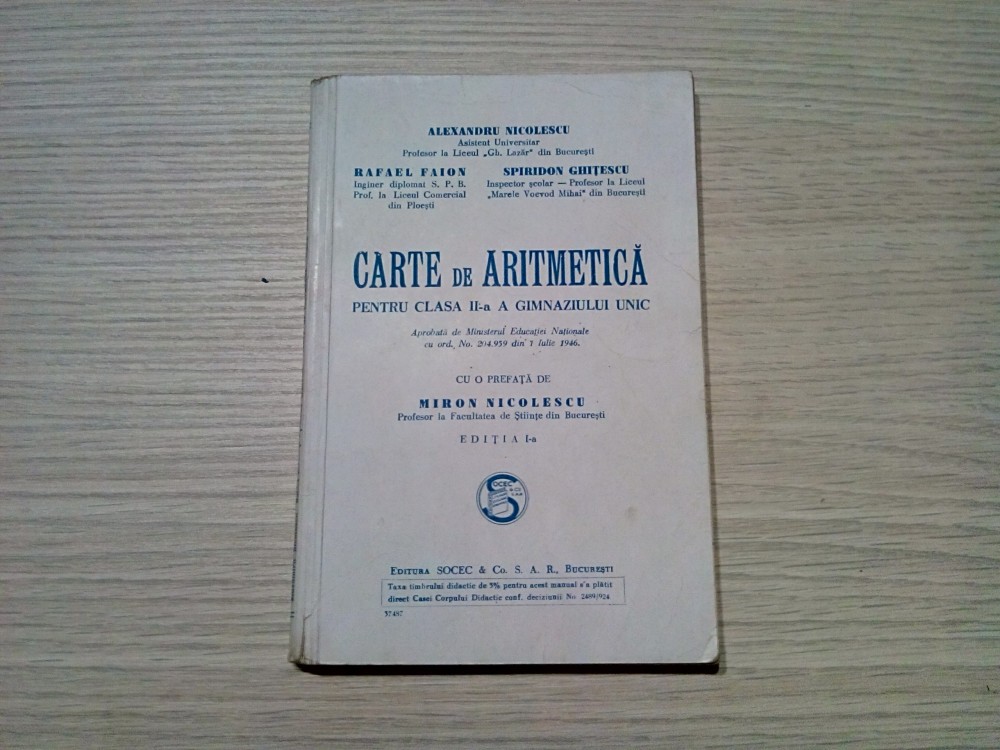 ALEXANDRU NICOLESCU
Asistent Universitar
Profesor la Liceul „Gh. Lazăr" din București
RAFAEL FAION
Inginer diplomat S. P. B.
Prof. la Liceul Comercial
din Ploești
SPIRIDON GHIȚESCU
Inspector școlar — Profesor la Liceul
„Marele Voevod Mihai" din București
CARTE DE ARITMETICĂ
PENTRU CLASA II-a A GIMNAZIULUI UNIC
Aprobată de Ministerul Educației Naționale
cu ord. No. 204.959 din 1 Iulie 1946.
CU O PREFAȚĂ DE
MIRON NICOLESCU
Profesor la Facultatea de Științe din București
EDIȚIA I-a
SOCEC
& Co
S.A.R
EDITURA SOCEC & Co. S. A. R., BUCUREȘTI
Taxa timbrului didactic de 5% pentru acest manual s'a plătit
direct Casei Corpului Didactic conf. deciziunii No 2489/924
37487